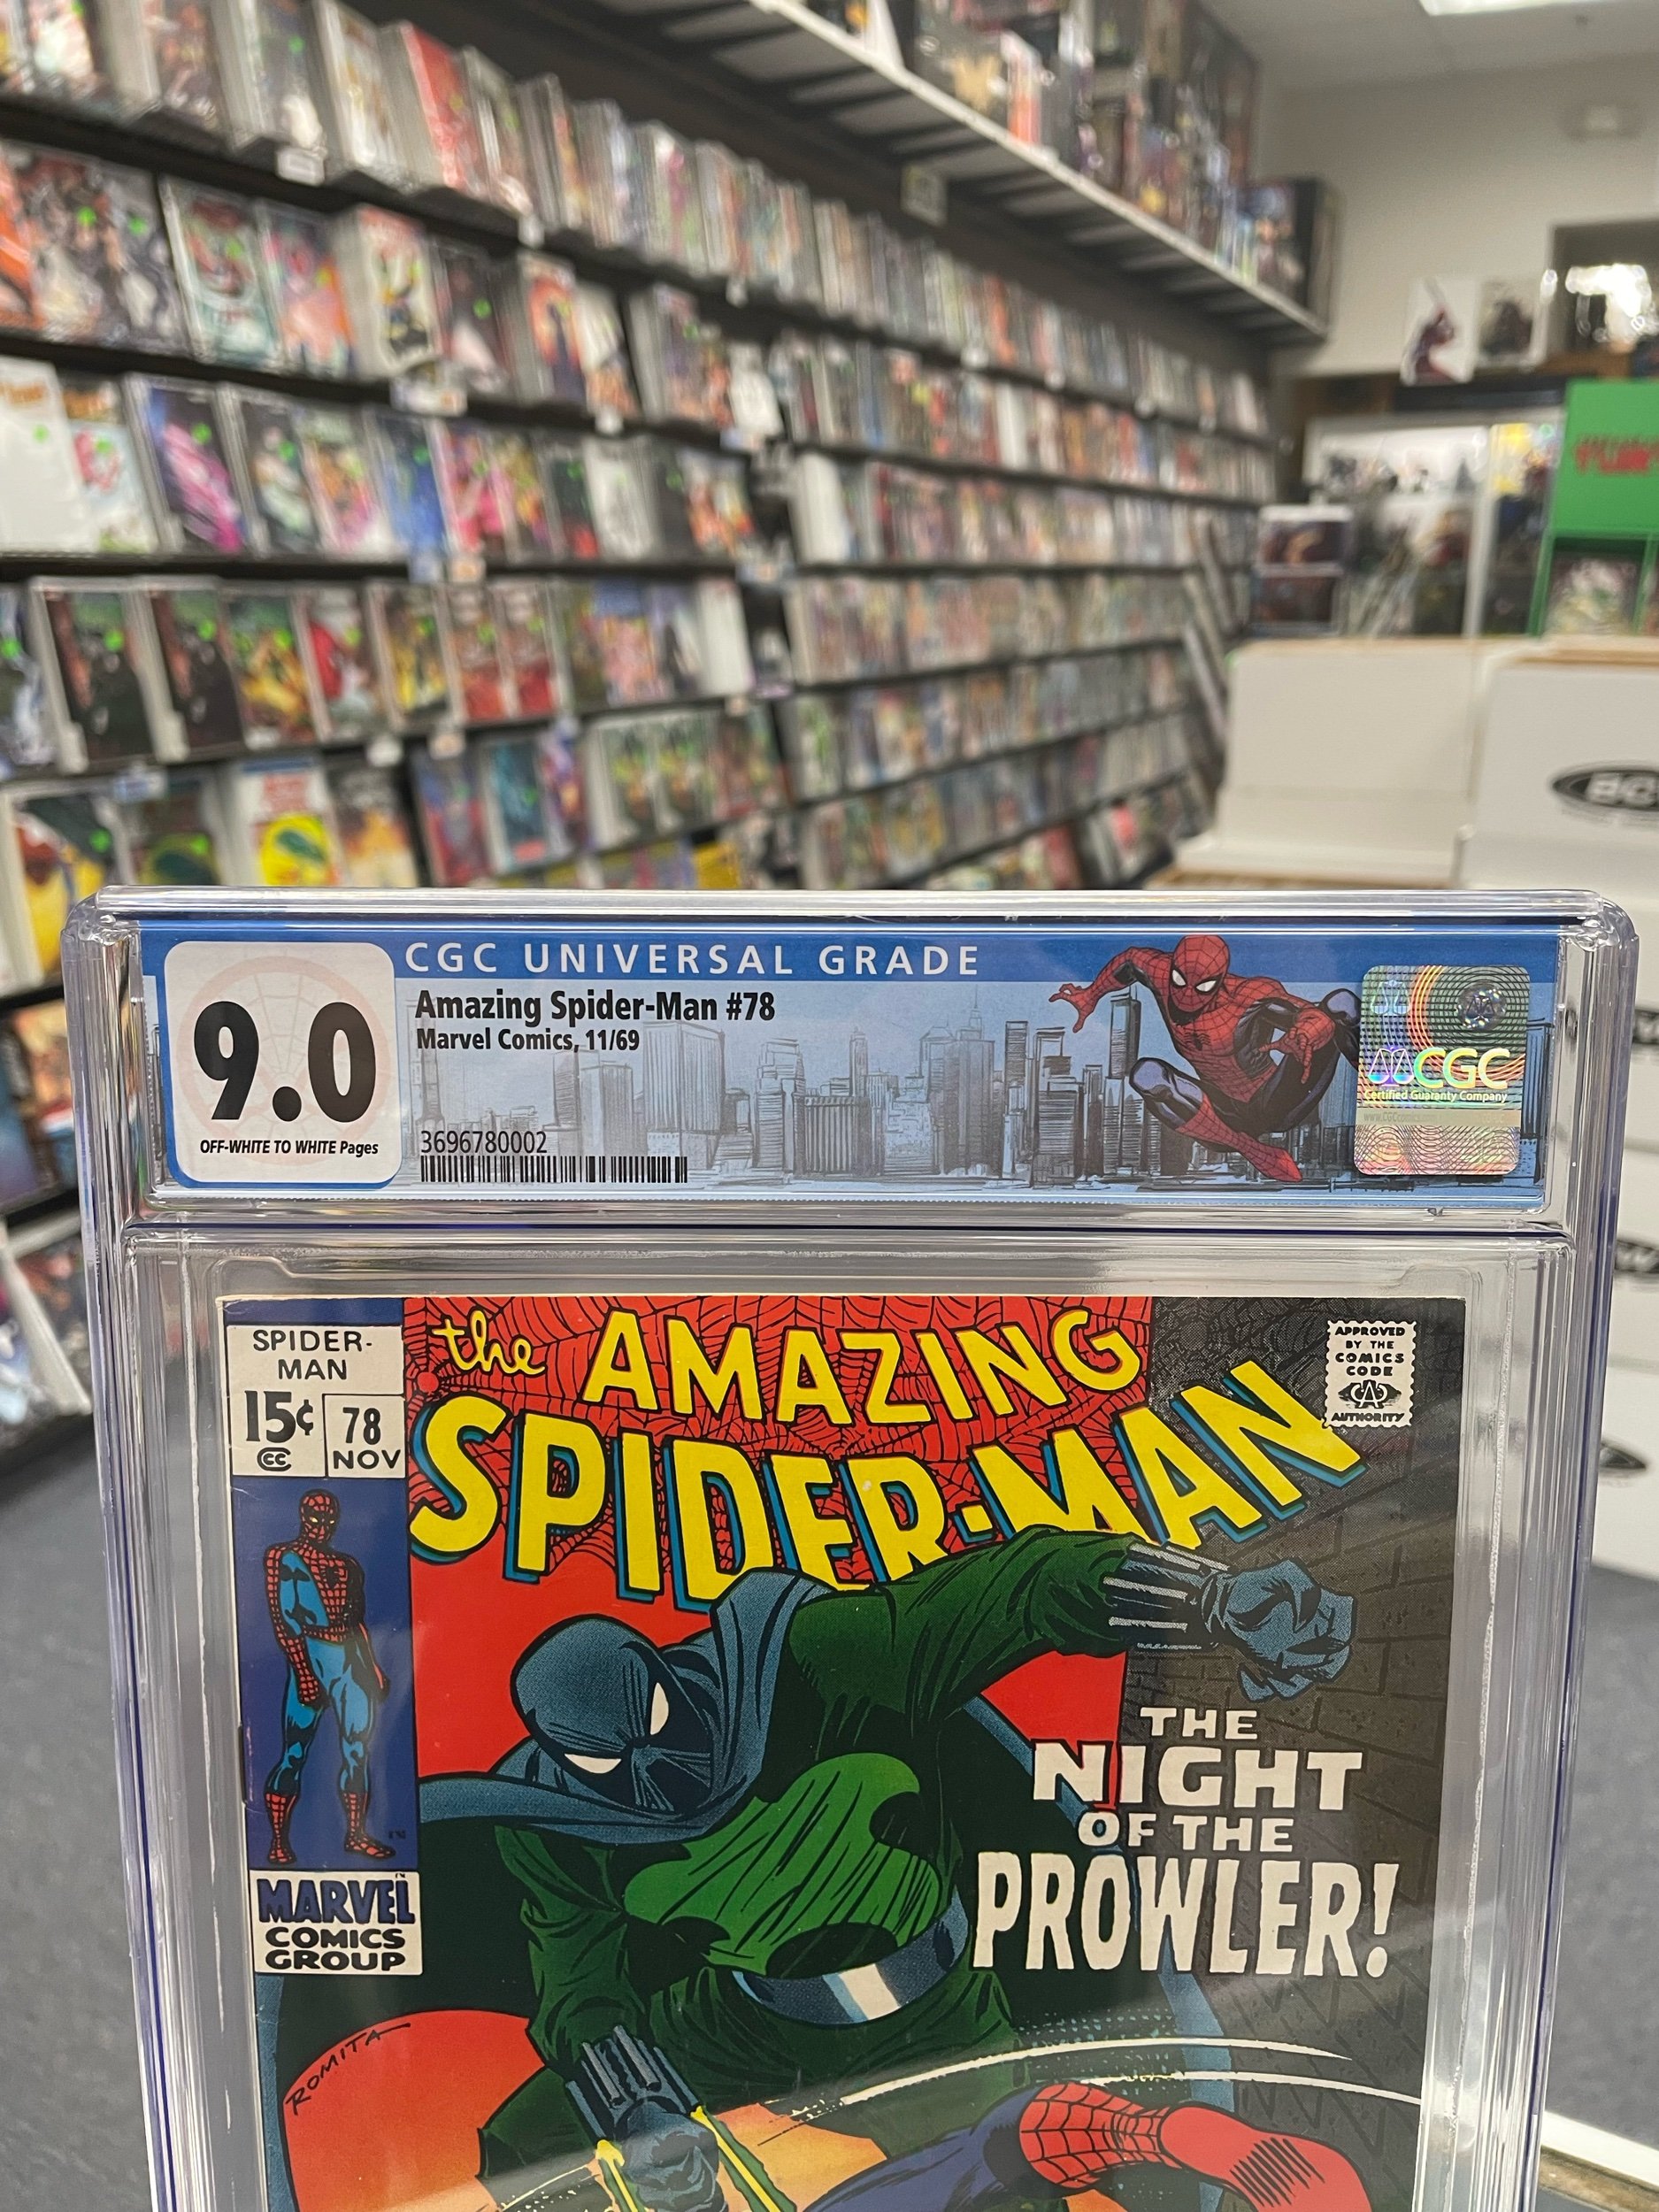 CGC UNIVERSAL GRADE
9.0
OFF-WHITE TO WHITE Pages
Amazing Spider-Man #78
Marvel Comics, 11/69
3696780002
CGC
Certified Guaranty Company
SPIDER-
MAN
15¢
CC
78
NOV
the AMAZING
SPIDER-MAN
APPROVED
BY THE
COMICS
CODE
CA
AUTHORITY
THE
NIGHT
OF THE
PROWLER!
MARVEL
COMICS
GROUP
ROMITA